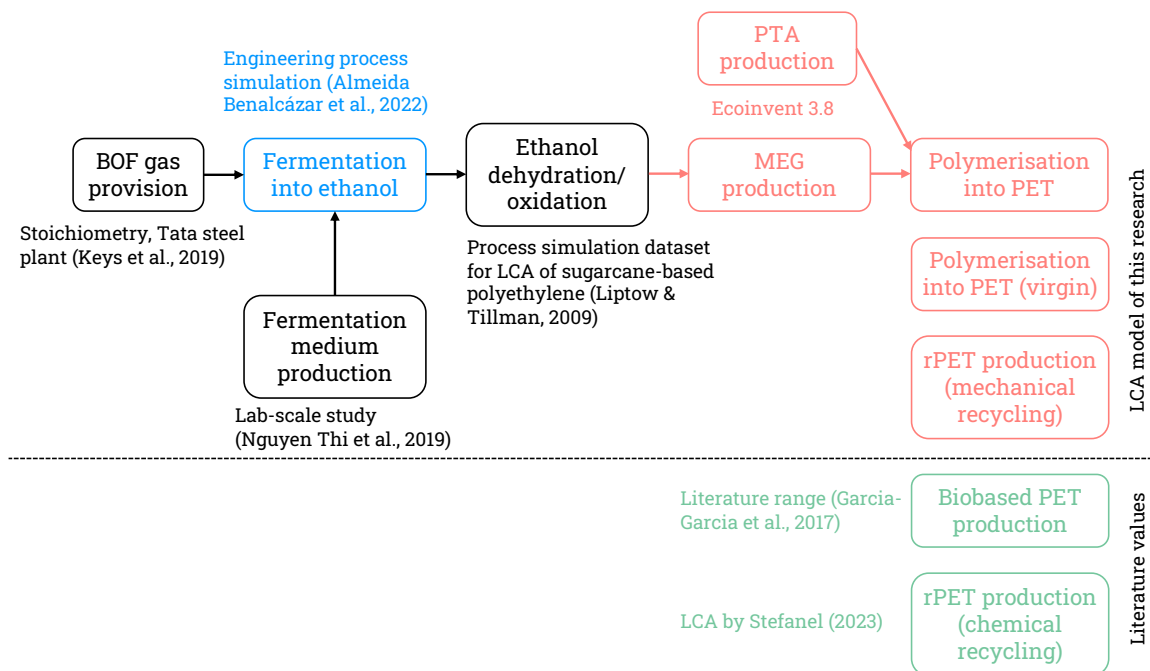 PTA
production
Engineering process
simulation (Almeida
Benalcázar et al., 2022)
Ecoinvent 3.8
BOF gas
provision
Fermentation
into ethanol
Ethanol
dehydration/
oxidation
MEG
production
Polymerisation
into PET
Stoichiometry, Tata steel
plant (Keys et al., 2019)
Process simulation dataset
for LCA of sugarcane-based
polyethylene (Liptow &
Tillman, 2009)
Polymerisation
into PET (virgin)
Fermentation
medium
production
Lab-scale study
(Nguyen Thi et al., 2019)
rPET production
(mechanical
recycling)
LCA model of this research
Literature range (Garcia-
Garcia et al., 2017)
Biobased PET
production
LCA by Stefanel (2023)
rPET production
(chemical
recycling)
Literature values